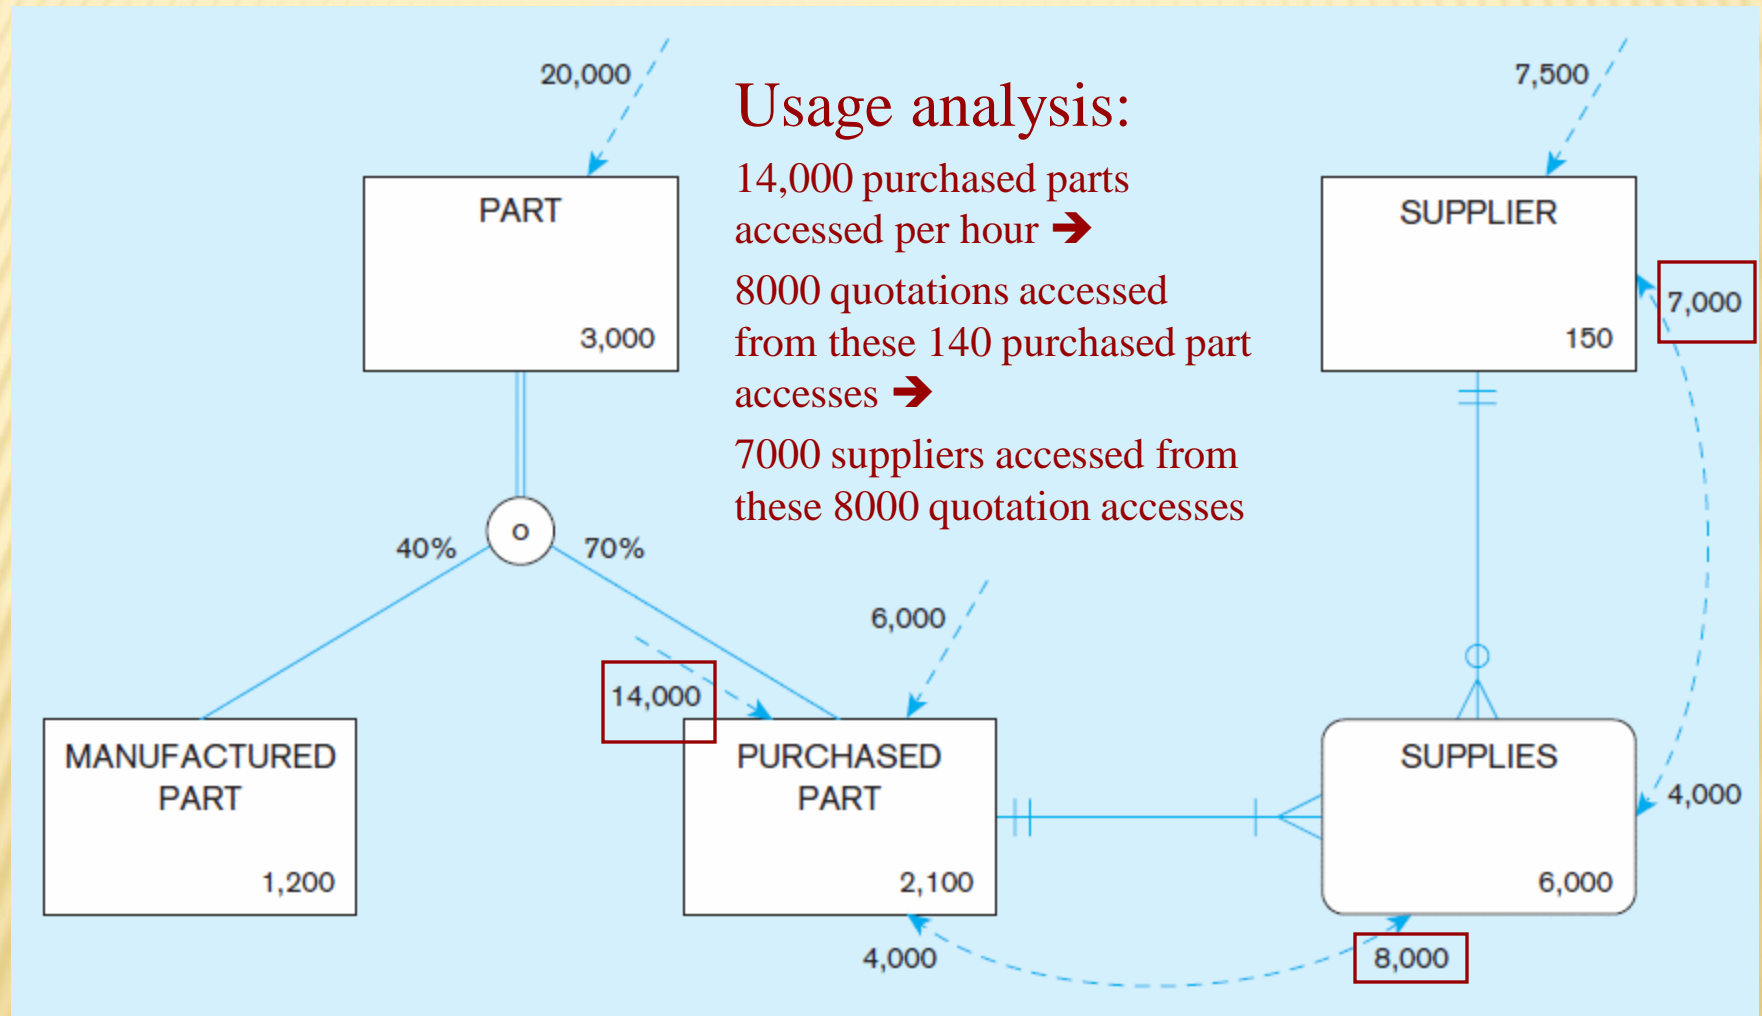 20,000
7,500
Usage analysis:
14,000 purchased parts
accessed per hour ➔
8000 quotations accessed
from these 140 purchased part
accesses ➔
7000 suppliers accessed from
these 8000 quotation accesses
PART
3,000
SUPPLIER
150
7,000
40%
o
70%
6,000
14,000
MANUFACTURED
PART
1,200
PURCHASED
PART
2,100
SUPPLIES
6,000
4,000
4,000
8,000